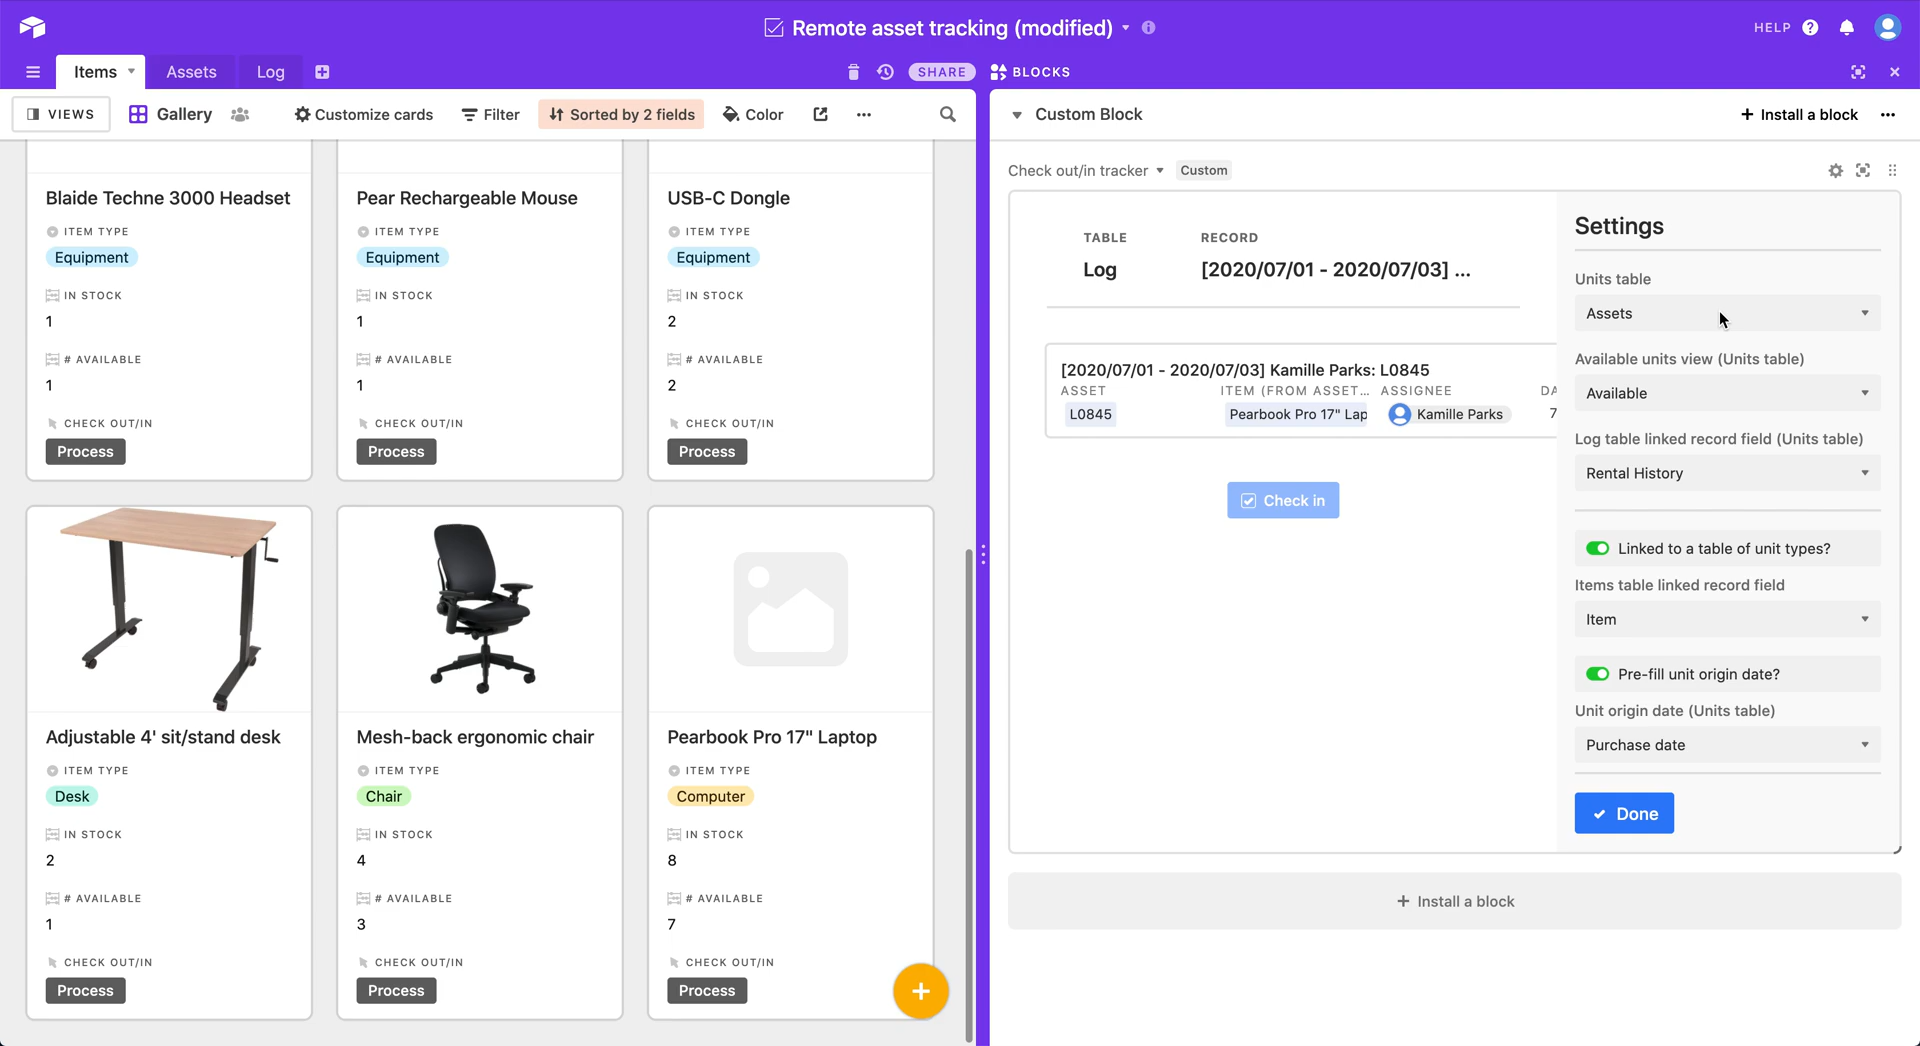 Remote asset tracking (modified)
HELP
Items
Assets
Log
SHARE
BLOCKS
VIEWS
Gallery
Customize cards
Filter
Sorted by 2 fields
Color
Custom Block
+ Install a block
Blaide Techne 3000 Headset
ITEM TYPE
Equipment
IN STOCK
1
# AVAILABLE
1
CHECK OUT/IN
Process
Pear Rechargeable Mouse
ITEM TYPE
Equipment
IN STOCK
1
# AVAILABLE
1
CHECK OUT/IN
Process
USB-C Dongle
ITEM TYPE
Equipment
IN STOCK
2
# AVAILABLE
2
CHECK OUT/IN
Process
Adjustable 4' sit/stand desk
ITEM TYPE
Desk
IN STOCK
2
# AVAILABLE
1
CHECK OUT/IN
Process
Mesh-back ergonomic chair
ITEM TYPE
Chair
IN STOCK
4
# AVAILABLE
3
CHECK OUT/IN
Process
Pearbook Pro 17" Laptop
ITEM TYPE
Computer
IN STOCK
8
# AVAILABLE
7
CHECK OUT/IN
Process
Check out/in tracker
Custom
TABLE
Log
RECORD
[2020/07/01 - 2020/07/03] ...
[2020/07/01 - 2020/07/03] Kamille Parks: L0845
ASSET
ITEM (FROM ASSET...
ASSIGNEE
DA
L0845
Pearbook Pro 17" Lap
Kamille Parks
7
Check in
Settings
Units table
Assets
Available units view (Units table)
Available
Log table linked record field (Units table)
Rental History
Linked to a table of unit types?
Items table linked record field
Item
Pre-fill unit origin date?
Unit origin date (Units table)
Purchase date
Done
+ Install a block